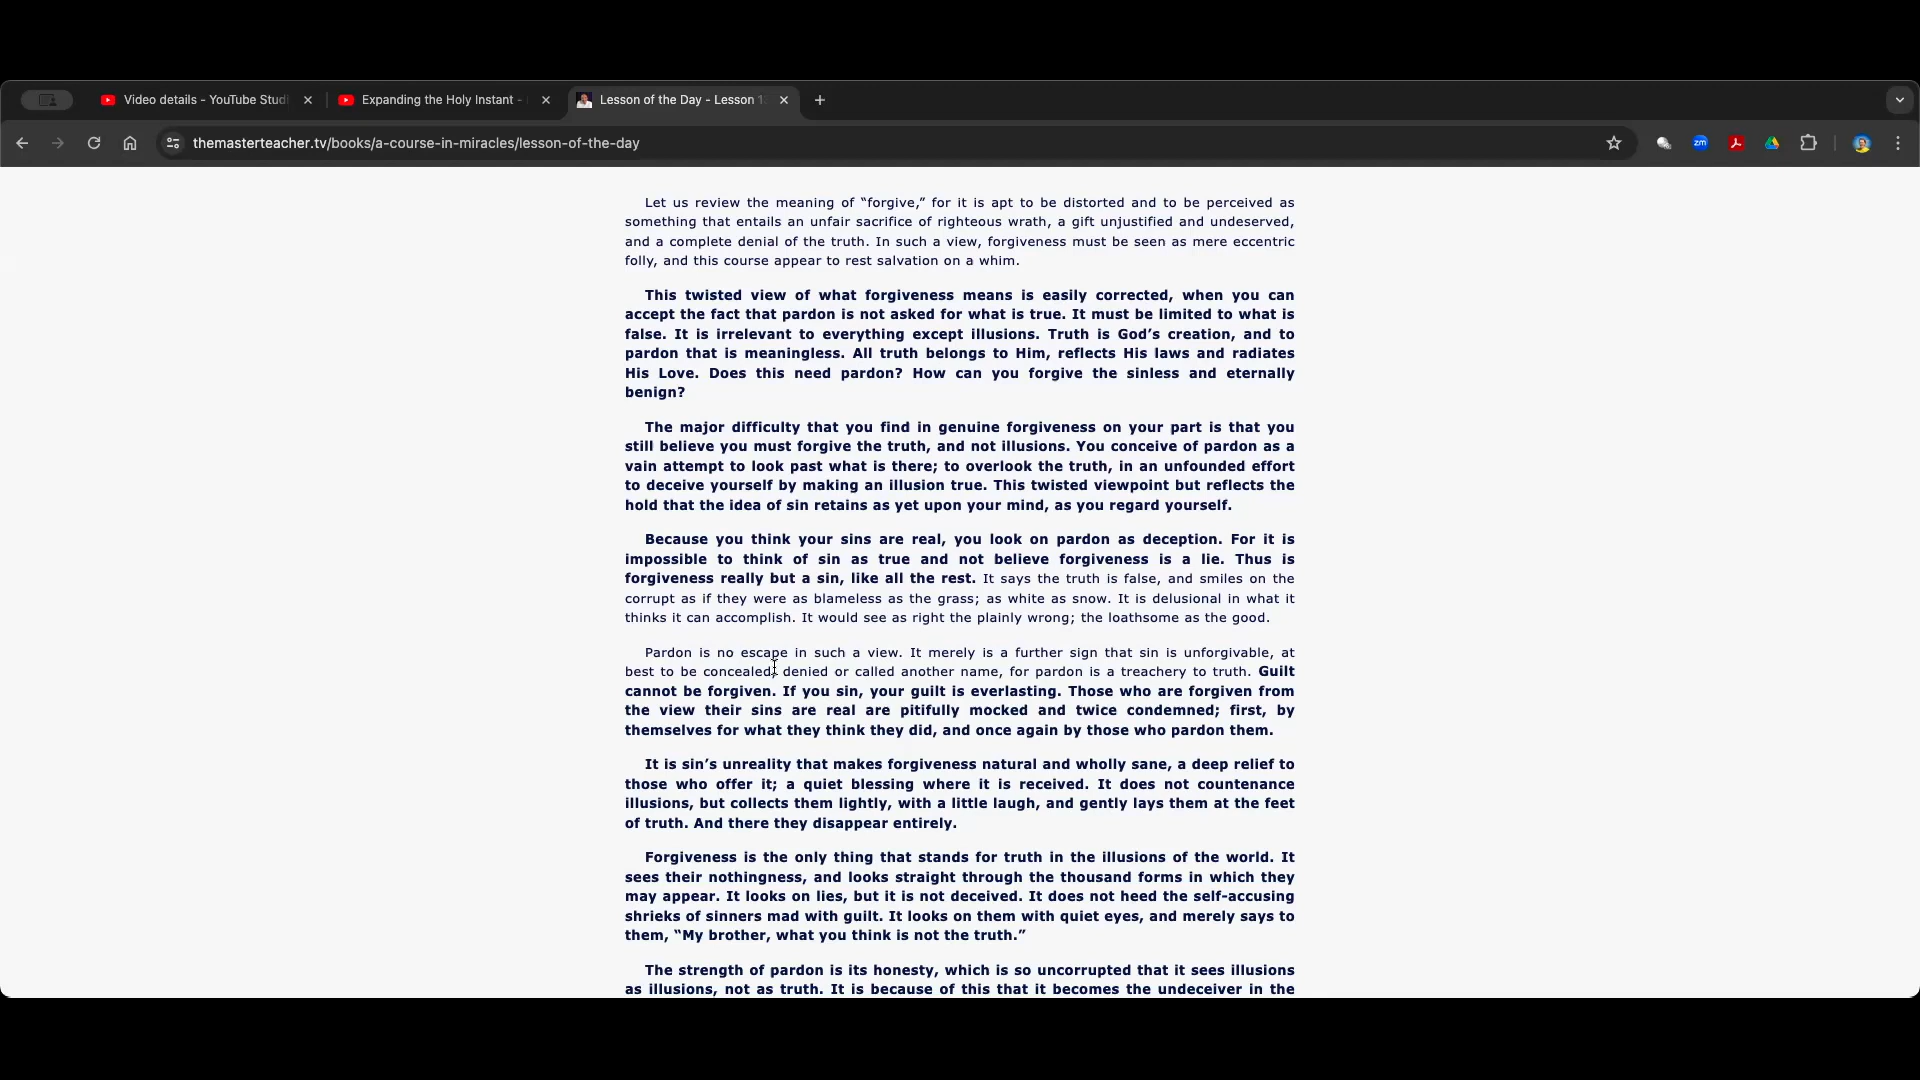 Video details - YouTube Studi
Expanding the Holy Instant -
Lesson of the Day - Lesson 1
themasterteacher.tv/books/a-course-in-miracles/lesson-of-the-day
zm
Let us review the meaning of “forgive,” for it is apt to be distorted and to be perceived as
something that entails an unfair sacrifice of righteous wrath, a gift unjustified and undeserved,
and a complete denial of the truth. In such a view, forgiveness must be seen as mere eccentric
folly, and this course appear to rest salvation on a whim.
This twisted view of what forgiveness means is easily corrected, when you can
accept the fact that pardon is not asked for what is true. It must be limited to what is
false. It is irrelevant to everything except illusions. Truth is God’s creation, and to
pardon that is meaningless. All truth belongs to Him, reflects His laws and radiates
His Love. Does this need pardon? How can you forgive the sinless and eternally
benign?
The major difficulty that you find in genuine forgiveness on your part is that you
still believe you must forgive the truth, and not illusions. You conceive of pardon as a
vain attempt to look past what is there; to overlook the truth, in an unfounded effort
to deceive yourself by making an illusion true. This twisted viewpoint but reflects the
hold that the idea of sin retains as yet upon your mind, as you regard yourself.
Because you think your sins are real, you look on pardon as deception. For it is
impossible to think of sin as true and not believe forgiveness is a lie. Thus is
forgiveness really but a sin, like all the rest. It says the truth is false, and smiles on the
corrupt as if they were as blameless as the grass; as white as snow. It is delusional in what it
thinks it can accomplish. It would see as right the plainly wrong; the loathsome as the good.
Pardon is no escape in such a view. It merely is a further sign that sin is unforgivable, at
best to be concealed, denied or called another name, for pardon is a treachery to truth. Guilt
cannot be forgiven. If you sin, your guilt is everlasting. Those who are forgiven from
the view their sins are real are pitifully mocked and twice condemned; first, by
themselves for what they think they did, and once again by those who pardon them.
It is sin’s unreality that makes forgiveness natural and wholly sane, a deep relief to
those who offer it; a quiet blessing where it is received. It does not countenance
illusions, but collects them lightly, with a little laugh, and gently lays them at the feet
of truth. And there they disappear entirely.
Forgiveness is the only thing that stands for truth in the illusions of the world. It
sees their nothingness, and looks straight through the thousand forms in which they
may appear. It looks on lies, but it is not deceived. It does not heed the self-accusing
shrieks of sinners mad with guilt. It looks on them with quiet eyes, and merely says to
them, “My brother, what you think is not the truth.”
The strength of pardon is its honesty, which is so uncorrupted that it sees illusions
as illusions, not as truth. It is because of this that it becomes the undeceiver in the